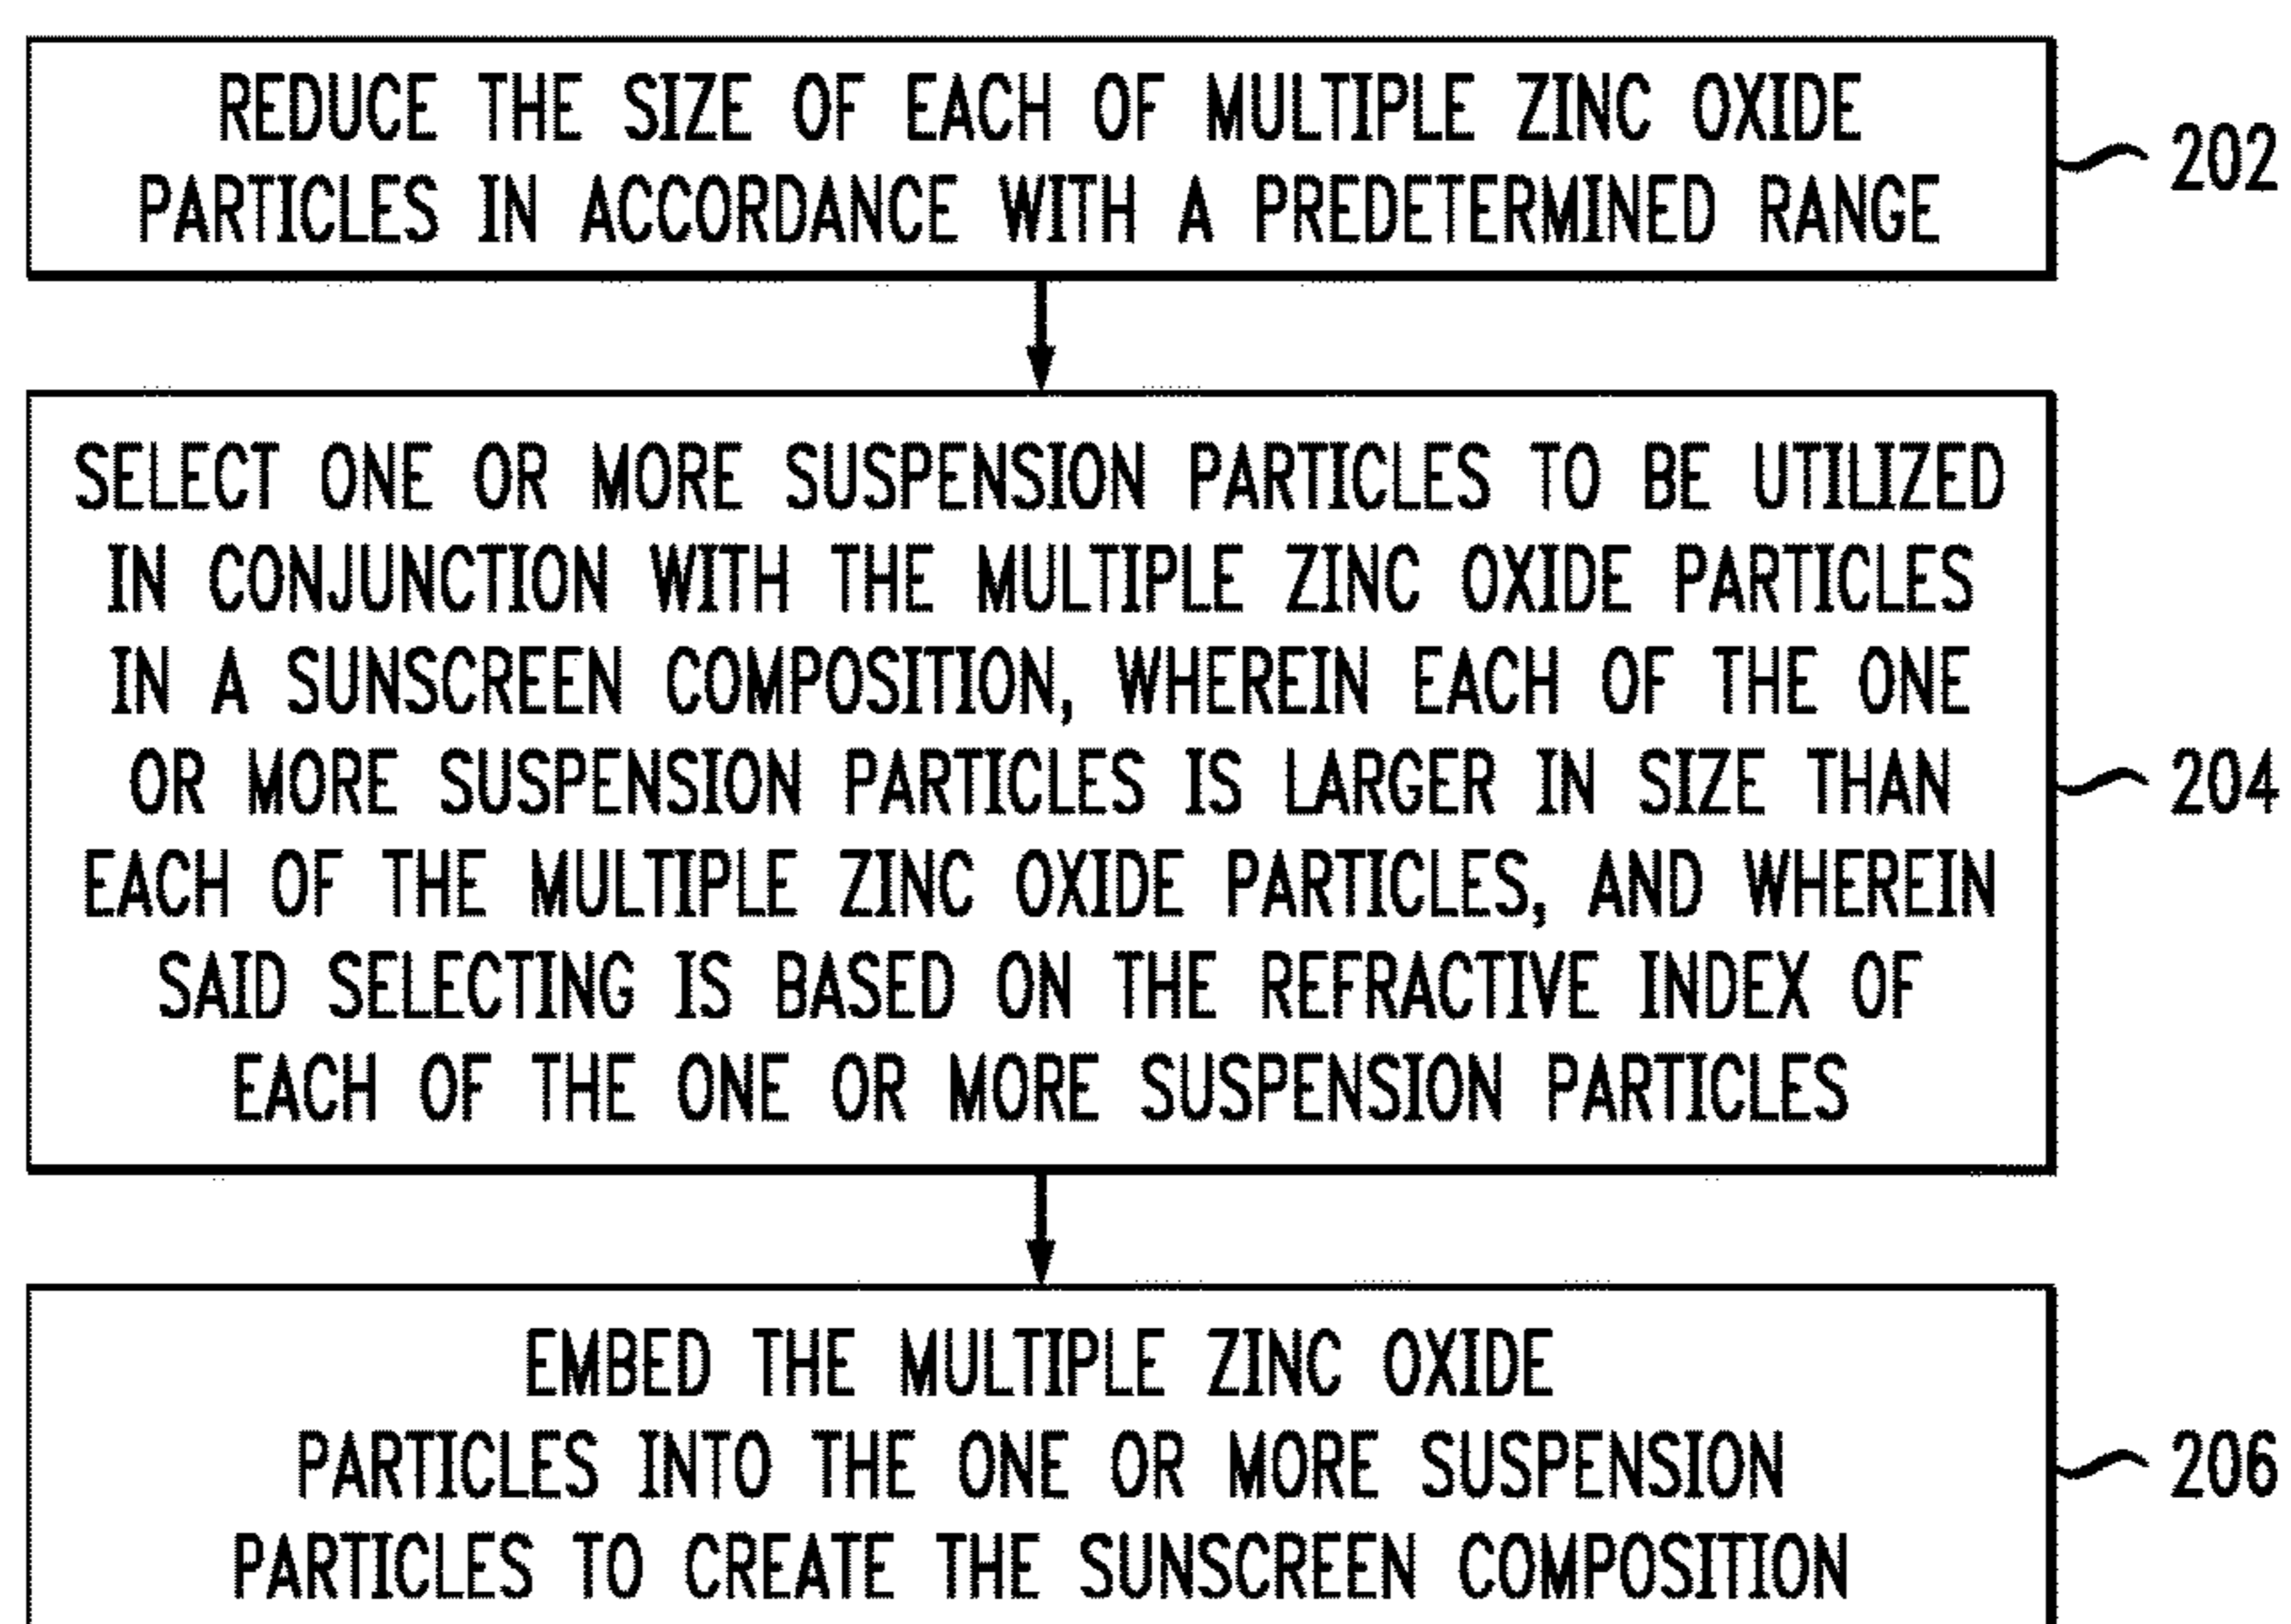 REDUCE THE SIZE OF EACH OF MULTIPLE ZINC OXIDE
PARTICLES IN ACCORDANCE WITH A PREDETERMINED RANGE
202
SELECT ONE OR MORE SUSPENSION PARTICLES TO BE UTILIZED
IN CONJUNCTION WITH THE MULTIPLE ZINC OXIDE PARTICLES
IN A SUNSCREEN COMPOSITION, WHEREIN EACH OF THE ONE
OR MORE SUSPENSION PARTICLES IS LARGER IN SIZE THAN
EACH OF THE MULTIPLE ZINC OXIDE PARTICLES, AND WHEREIN
SAID SELECTING IS BASED ON THE REFRACTIVE INDEX OF
EACH OF THE ONE OR MORE SUSPENSION PARTICLES
204
EMBED THE MULTIPLE ZINC OXIDE
PARTICLES INTO THE ONE OR MORE SUSPENSION
PARTICLES TO CREATE THE SUNSCREEN COMPOSITION
206